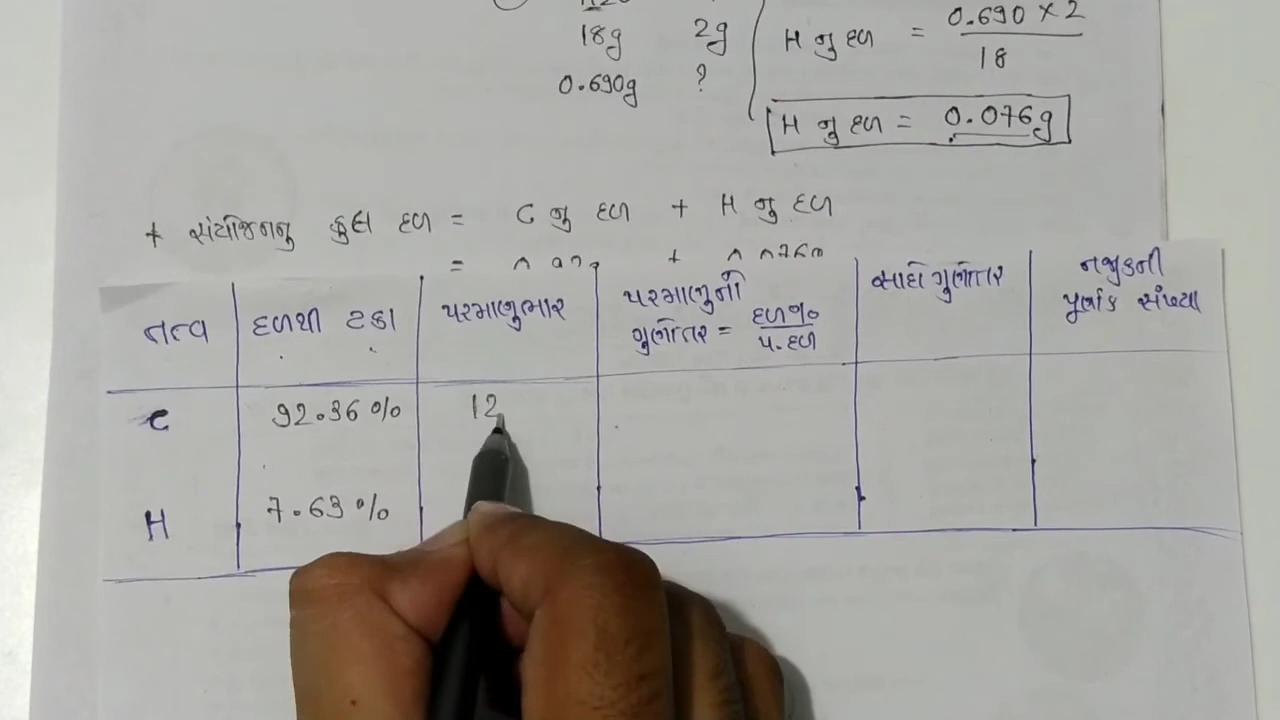 18g 2g
0.690g ?
H નુ દળ = 0.690 × 2 / 18
H નુ દળ = 0.076g
+ સંયોજનનુ કુલ દળ = C નુ દળ + H નુ દળ
= +
તત્વ
દળથી ટકા
પરમાણુભાર
પરમાણુનો
ગુણોત્તર = દળ% / પ. દળ
સાદો ગુણોત્તર
નજીકની
પૂર્ણાંક સંખ્યા
C 92.36 % 12
H 7.63 %